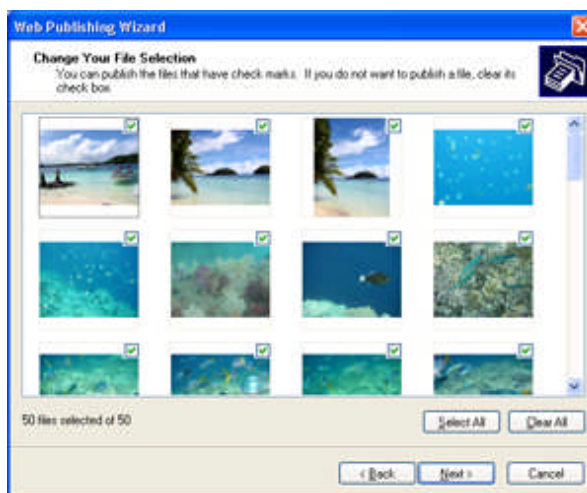 Web Publishing Wizard
Change Your File Selection
You can publish the files that have check marks. If you do not want to publish a file, clear its
check box.
50 files selected of 50
Select All
Clear All
< Back
Next >
Cancel